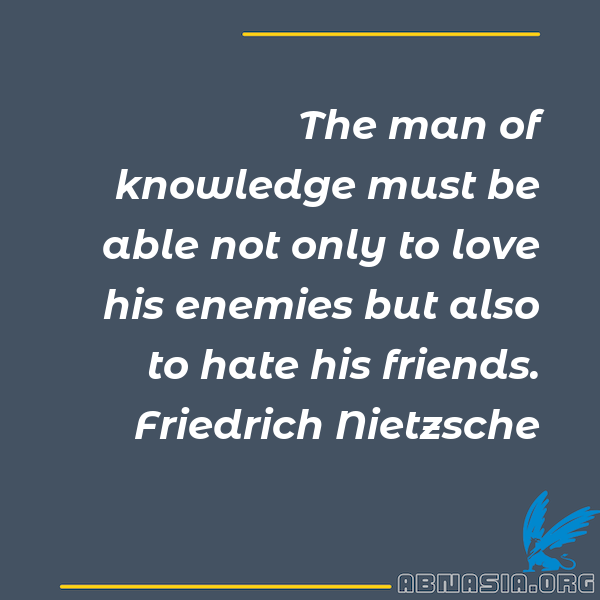 The man of
knowledge must be
able not only to love
his enemies but also
to hate his friends.
Friedrich Nietzsche
ABNASIA.ORG